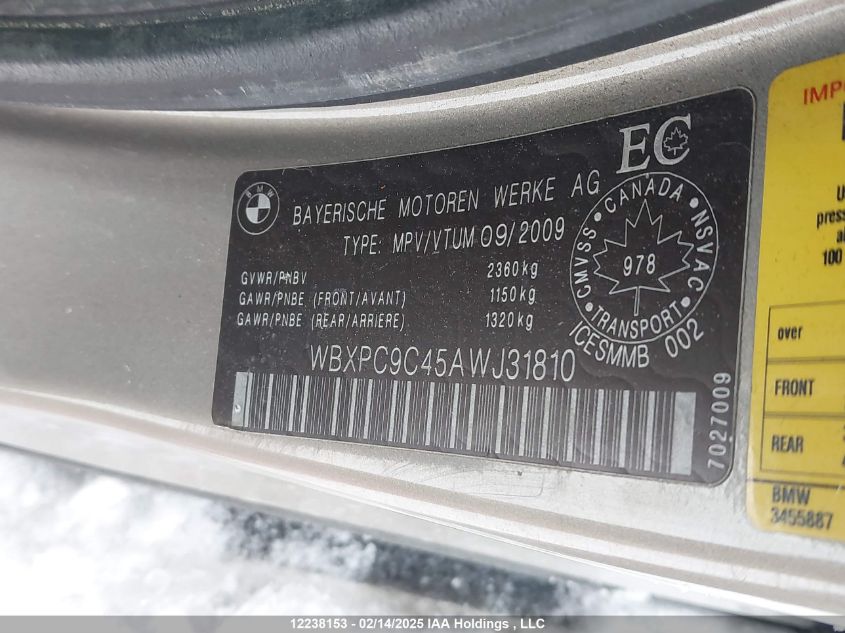 BMW
BAYERISCHE MOTOREN WERKE AG
TYPE: MPV/VTUM 09/2009
GVWR/PNBV 2360kg
GAWR/PNBE (FRONT/AVANT) 1150kg
GAWR/PNBE (REAR/ARRIERE) 1320kg
WBXPC9C45AWJ31810
EC
CANADA
CMVSS • NSVAC
978
TRANSPORT
ICESMMB 002
7027009
press
100
over
FRONT
REAR
BMW
3455887
12238153 - 02/14/2025 IAA Holdings , LLC